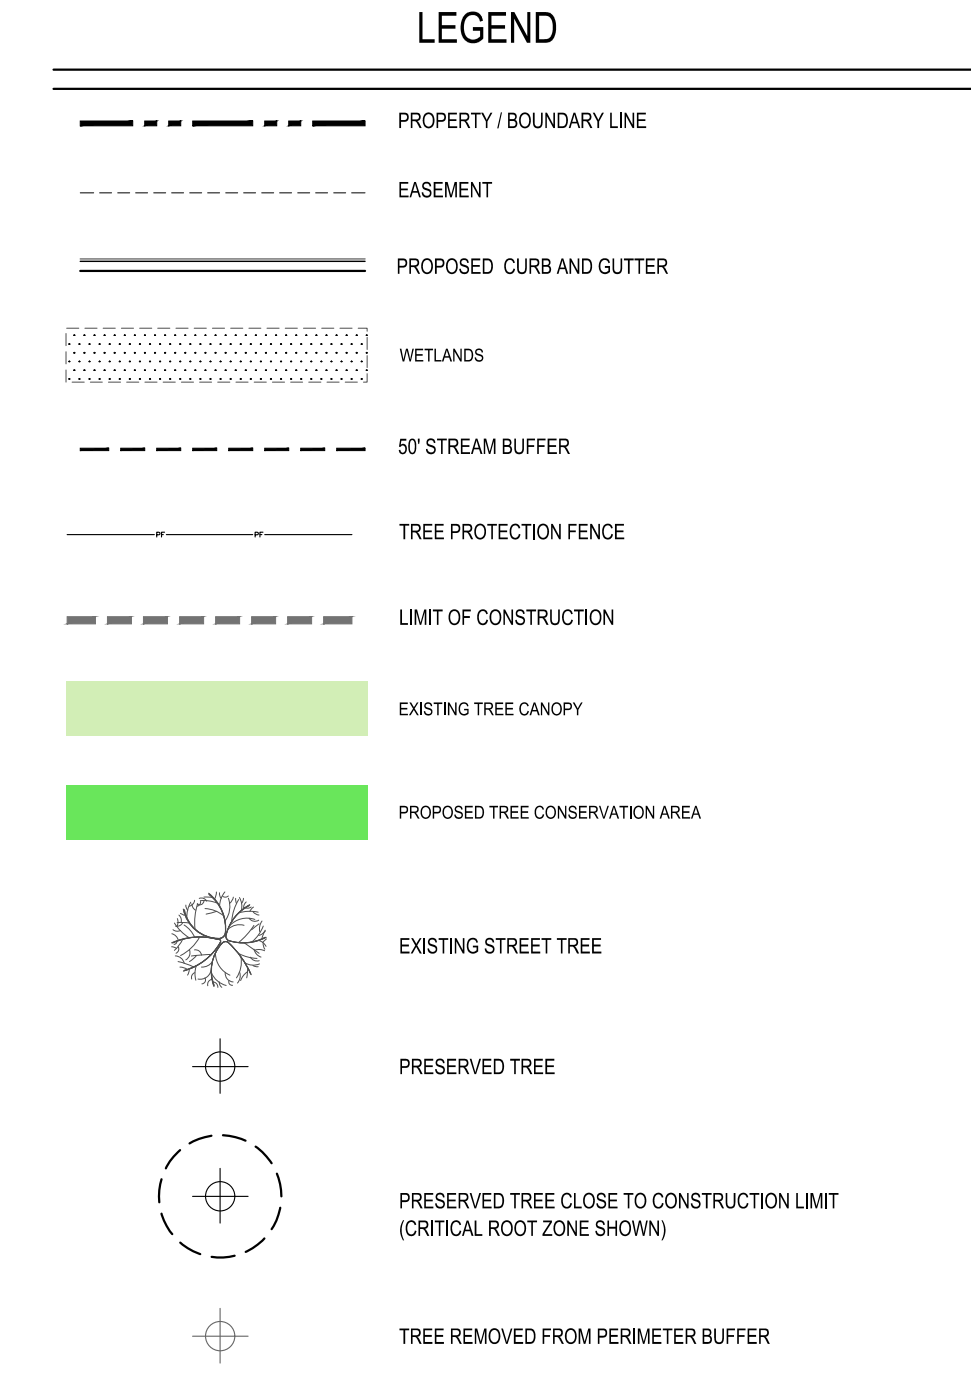 LEGEND
PROPERTY / BOUNDARY LINE
EASEMENT
PROPOSED CURB AND GUTTER
WETLANDS
50' STREAM BUFFER
PF PF
TREE PROTECTION FENCE
LIMIT OF CONSTRUCTION
EXISTING TREE CANOPY
PROPOSED TREE CONSERVATION AREA
EXISTING STREET TREE
PRESERVED TREE
PRESERVED TREE CLOSE TO CONSTRUCTION LIMIT
(CRITICAL ROOT ZONE SHOWN)
TREE REMOVED FROM PERIMETER BUFFER